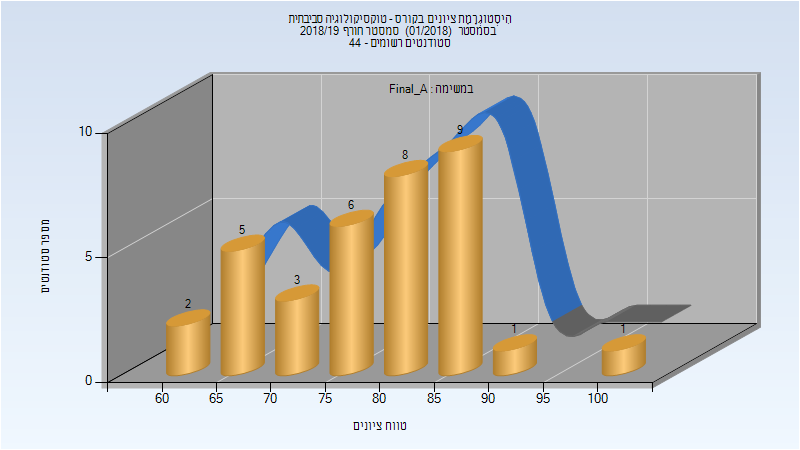 היסטוגרמת ציונים בקורס - טוקסיקולוגיה סביבתית
בסמסטר (01/2018) סמסטר חורף 2018/19
סטודנטים רשומים - 44
במשימה : Final_A
10
5
0
מספר סטודנטים
2
5
3
6
8
9
1
1
60 65 70 75 80 85 90 95 100
טווח ציונים